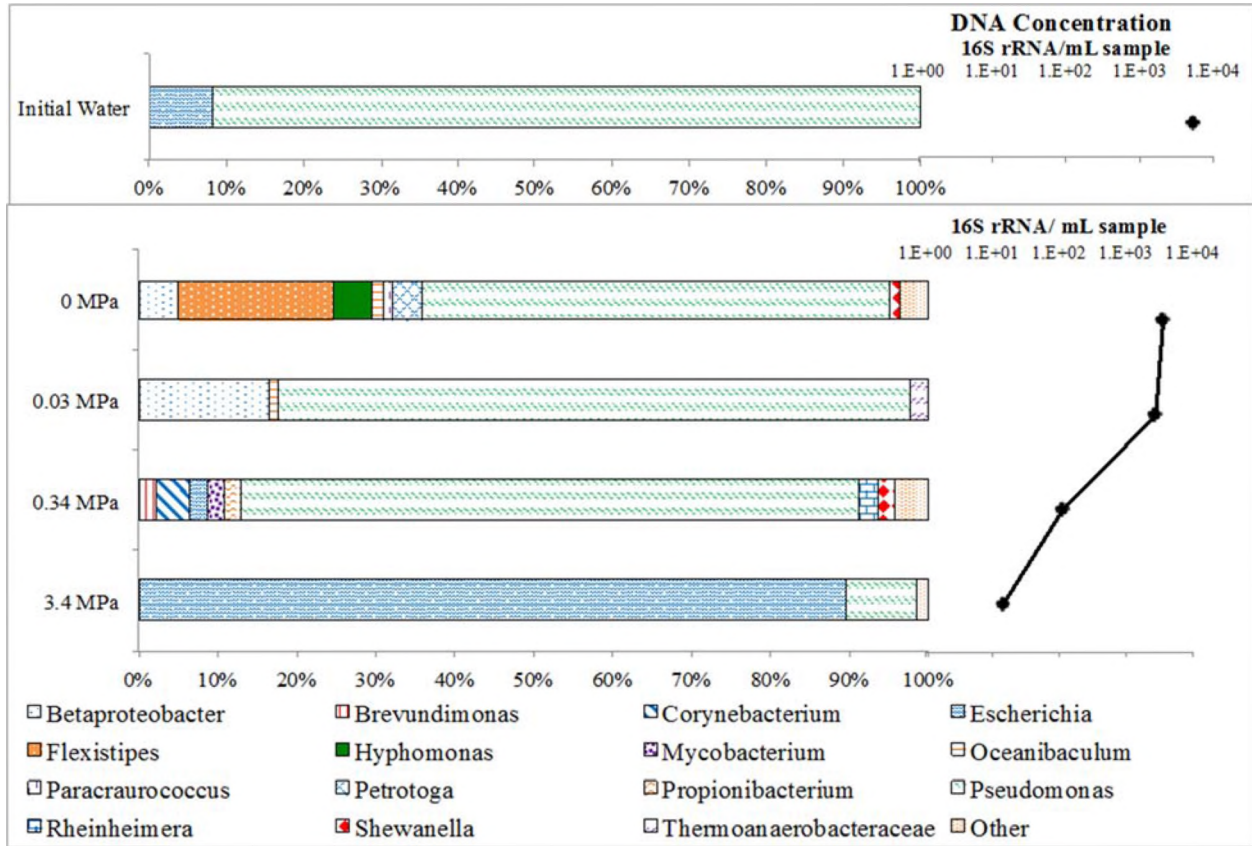 DNA Concentration
16S rRNA/mL sample
1.E+00 1.E+01 1.E+02 1.E+03 1.E+04
Initial Water
0% 10% 20% 30% 40% 50% 60% 70% 80% 90% 100%
16S rRNA/ mL sample
1.E+00 1.E+01 1.E+02 1.E+03 1.E+04
0 MPa
0.03 MPa
0.34 MPa
3.4 MPa
0% 10% 20% 30% 40% 50% 60% 70% 80% 90% 100%
Betaproteobacter Brevundimonas Corynebacterium Escherichia
Flexistipes Hyphomonas Mycobacterium Oceanibaculum
Paracraurococcus Petrotoga Propionibacterium Pseudomonas
Rheinheimera Shewanella Thermoanaerobacteraceae Other